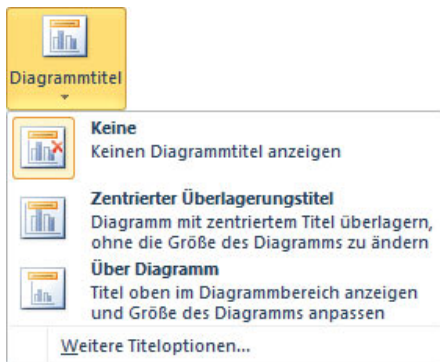 Diagrammtitel
Keine
Keinen Diagrammtitel anzeigen
Zentrierter Überlagerungstitel
Diagramm mit zentriertem Titel überlagern,
ohne die Größe des Diagramms zu ändern
Über Diagramm
Titel oben im Diagrammbereich anzeigen
und Größe des Diagramms anpassen
Weitere Titeloptionen...